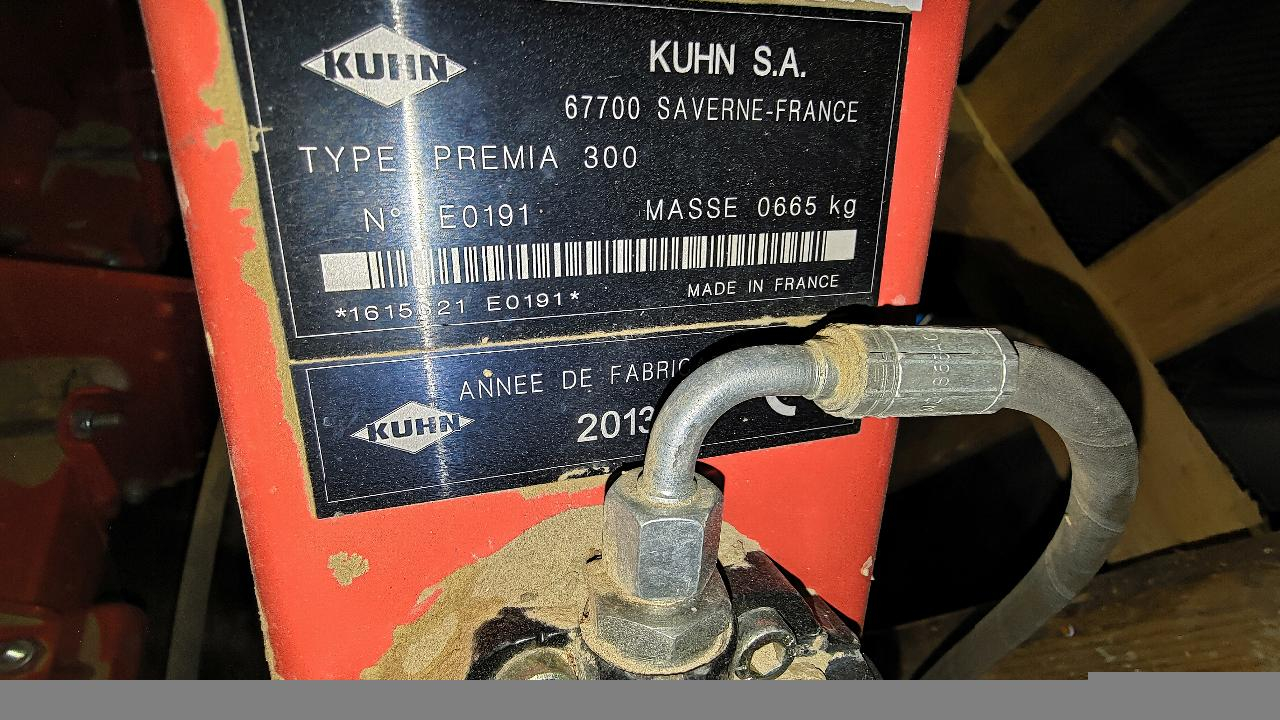 KUHN
KUHN S.A.
67700 SAVERNE-FRANCE
TYPE PREMIA 300
N° E0191
MASSE 0665 kg
E0191*
MADE IN FRANCE
ANNEE DE
KUHN
2013